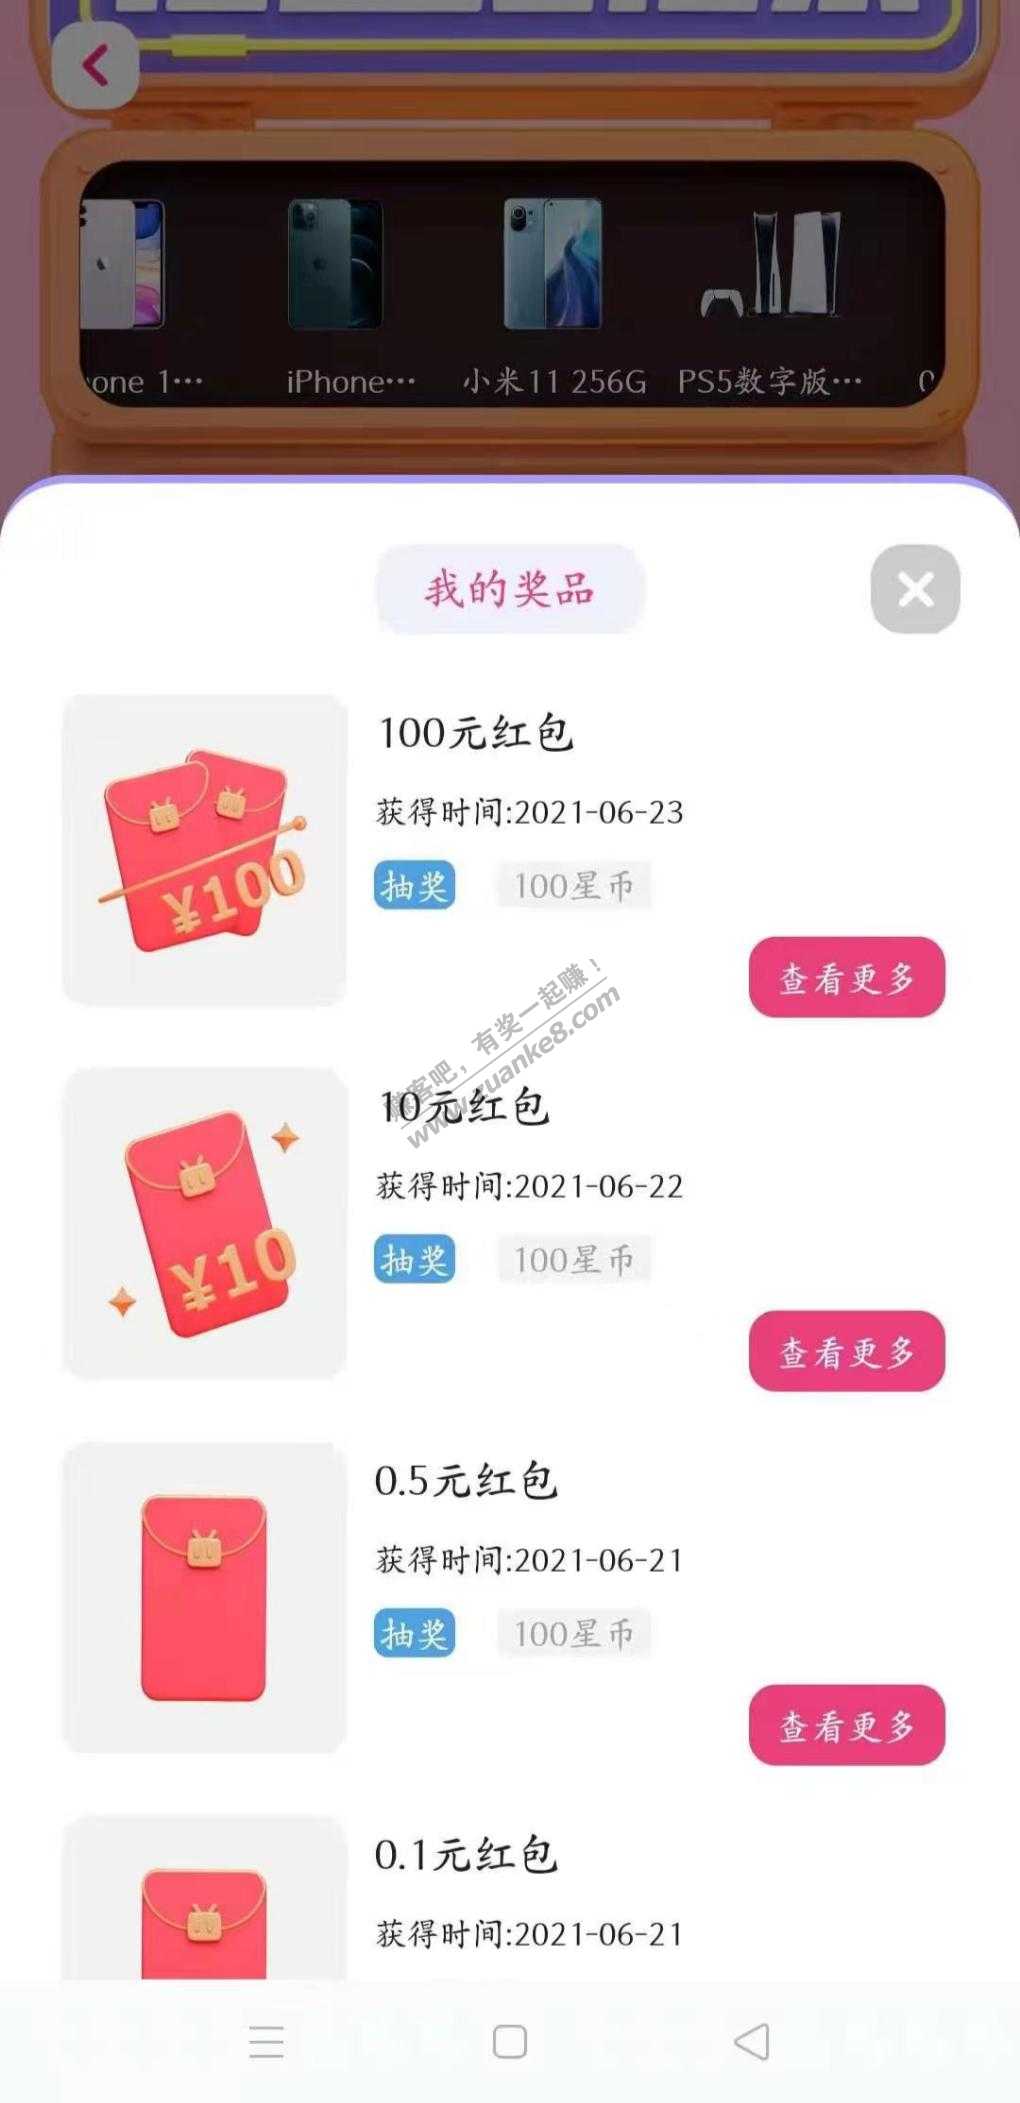 one 1…
iPhone…
小米11 256G
PS5数字版…
我的奖品
100元红包
获得时间:2021-06-23
抽奖
100星币
¥100
查看更多
赚客吧，有奖一起赚！
www.zuanke8.com
10元红包
获得时间:2021-06-22
抽奖
100星币
¥10
查看更多
0.5元红包
获得时间:2021-06-21
抽奖
100星币
查看更多
0.1元红包
获得时间:2021-06-21